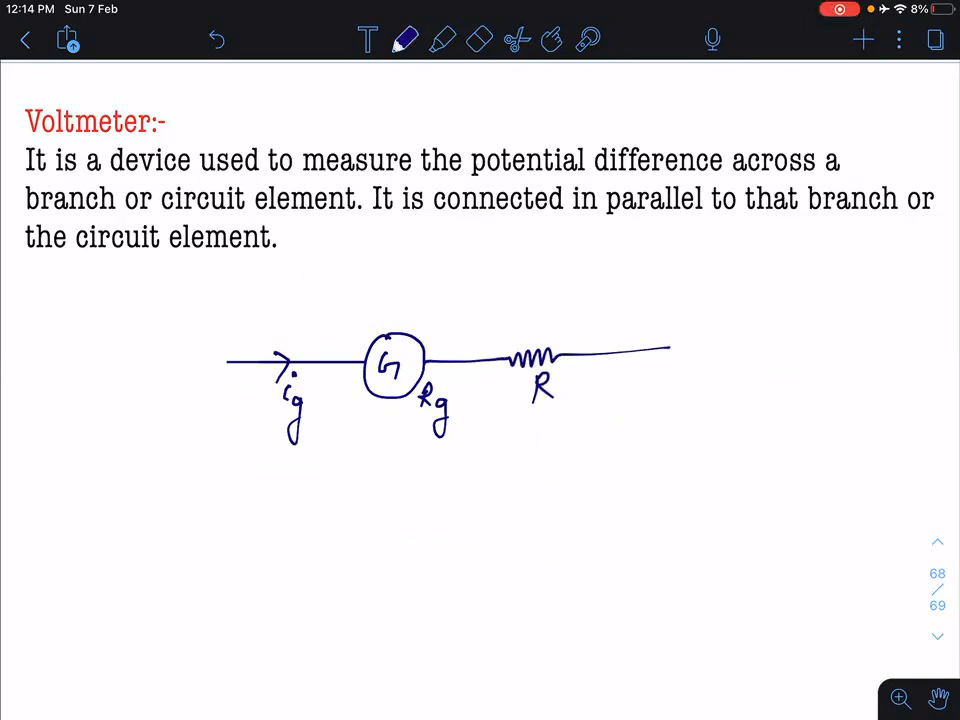 12:14 PM Sun 7 Feb
8%
T
Voltmeter:-
It is a device used to measure the potential difference across a
branch or circuit element. It is connected in parallel to that branch or
the circuit element.
G
ig
Rg
R
68
/
69